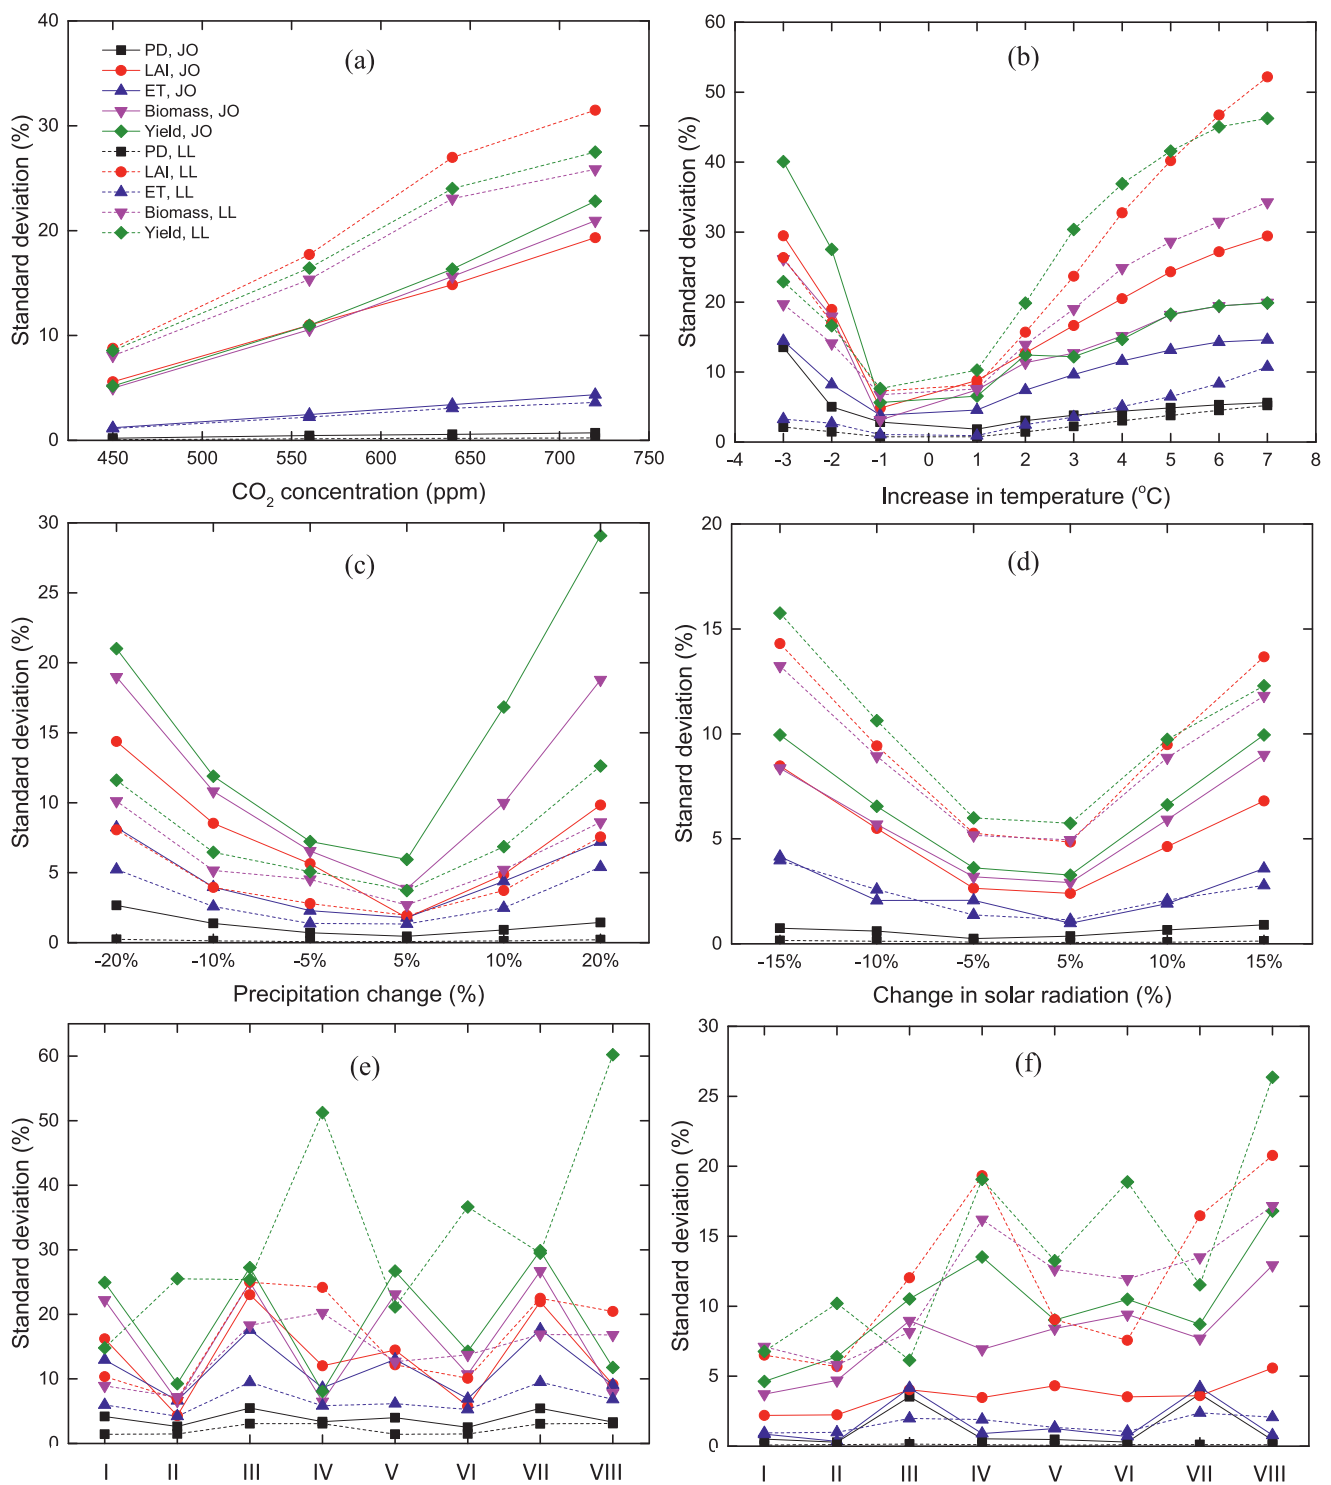 (a)
PD, JO
LAI, JO
ET, JO
Biomass, JO
Yield, JO
PD, LL
LAI, LL
ET, LL
Biomass, LL
Yield, LL
40
30
20
10
0
Standard deviation (%)
450 500 550 600 650 700 750
CO₂ concentration (ppm)
(b)
60
50
40
30
20
10
0
Standard deviation (%)
-4 -3 -2 -1 0 1 2 3 4 5 6 7 8
Increase in temperature (°C)
(c)
30
25
20
15
10
5
0
Standard deviation (%)
-20% -10% -5% 5% 10% 20%
Precipitation change (%)
(d)
20
15
10
5
0
Stanard deviation (%)
-15% -10% -5% 5% 10% 15%
Change in solar radiation (%)
(e)
60
50
40
30
20
10
0
Standard deviation (%)
I II III IV V VI VII VIII
(f)
30
25
20
15
10
5
0
Standard deviation (%)
I II III IV V VI VII VIII